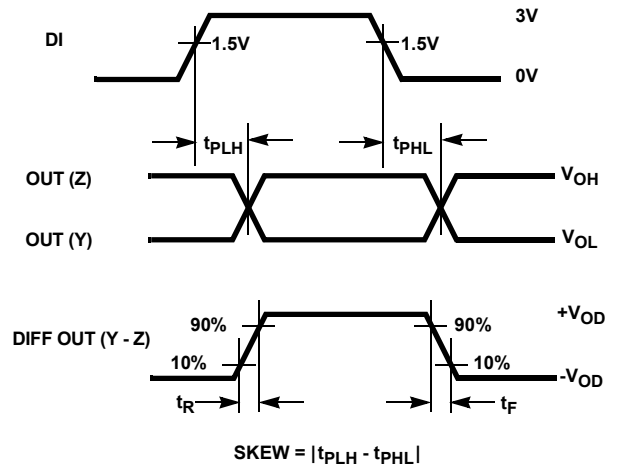 3V
DI
1.5V
1.5V
0V
tPLH
tPHL
OUT (Z)
VOH
OUT (Y)
VOL
+VOD
90%
90%
DIFF OUT (Y - Z)
10%
10%
-VOD
tR
tF
SKEW = |tPLH - tPHL|